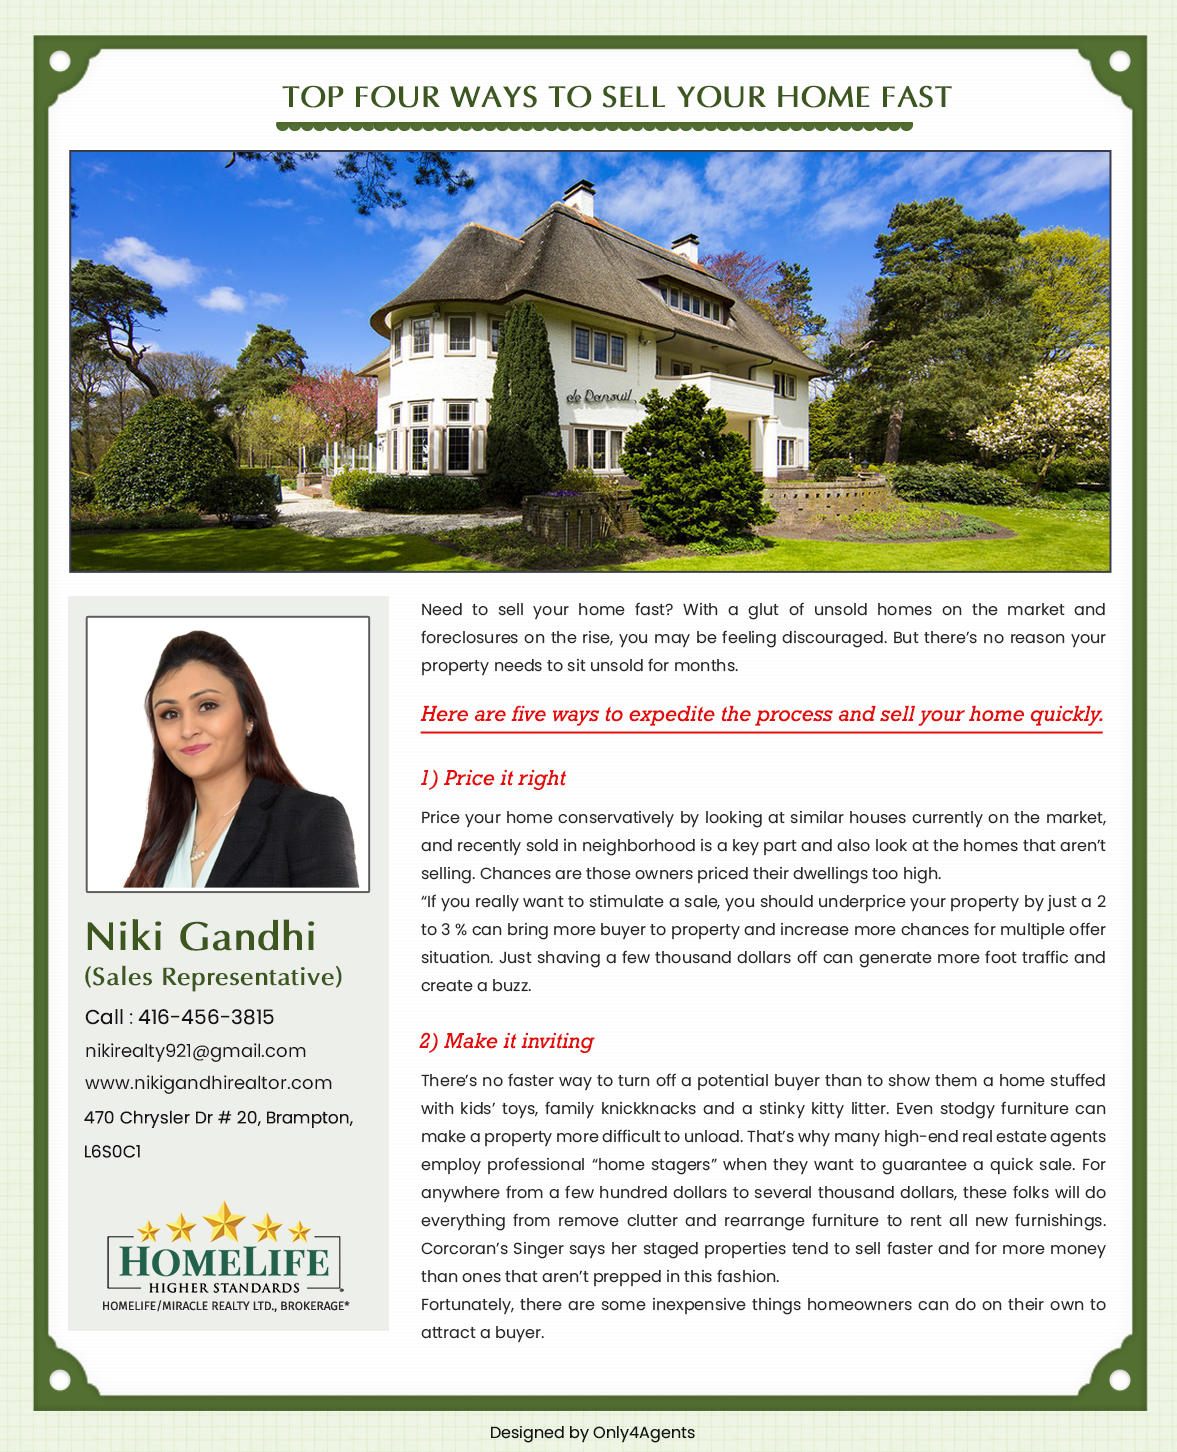 TOP FOUR WAYS TO SELL YOUR HOME FAST
de Danouil
Niki Gandhi
(Sales Representative)
Call : 416-456-3815
nikirealty921@gmail.com
www.nikigandhirealtor.com
470 Chrysler Dr # 20, Brampton,
L6S0C1
HOMELIFE
HIGHER STANDARDS
HOMELIFE/MIRACLE REALTY LTD., BROKERAGE*
Need to sell your home fast? With a glut of unsold homes on the market and
foreclosures on the rise, you may be feeling discouraged. But there’s no reason your
property needs to sit unsold for months.
Here are five ways to expedite the process and sell your home quickly.
1) Price it right
Price your home conservatively by looking at similar houses currently on the market,
and recently sold in neighborhood is a key part and also look at the homes that aren’t
selling. Chances are those owners priced their dwellings too high.
“If you really want to stimulate a sale, you should underprice your property by just a 2
to 3 % can bring more buyer to property and increase more chances for multiple offer
situation. Just shaving a few thousand dollars off can generate more foot traffic and
create a buzz.
2) Make it inviting
There’s no faster way to turn off a potential buyer than to show them a home stuffed
with kids’ toys, family knickknacks and a stinky kitty litter. Even stodgy furniture can
make a property more difficult to unload. That’s why many high-end real estate agents
employ professional “home stagers” when they want to guarantee a quick sale. For
anywhere from a few hundred dollars to several thousand dollars, these folks will do
everything from remove clutter and rearrange furniture to rent all new furnishings.
Corcoran’s Singer says her staged properties tend to sell faster and for more money
than ones that aren’t prepped in this fashion.
Fortunately, there are some inexpensive things homeowners can do on their own to
attract a buyer.
Designed by Only4Agents